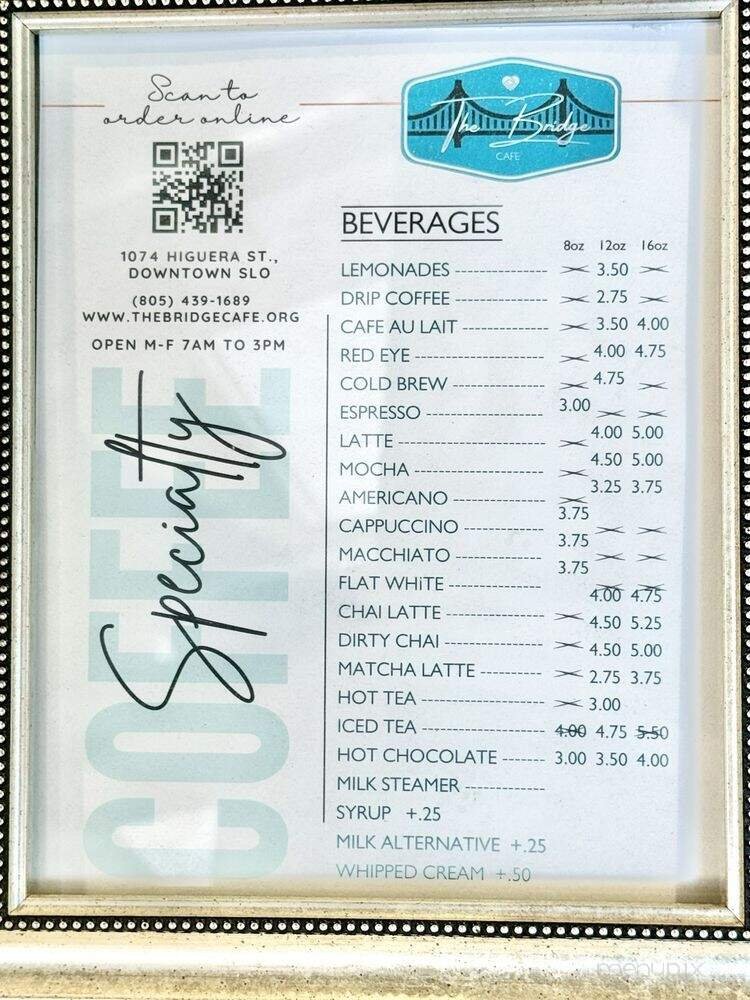 Scan to
order online
The Bridge
CAFE
1074 HIGUERA ST.,
DOWNTOWN SLO
(805) 439-1689
WWW.THEBRIDGECAFE.ORG
OPEN M-F 7AM TO 3PM
COFFEE
Specialty
BEVERAGES
8oz 12oz 16oz
LEMONADES 3.50
DRIP COFFEE 2.75
CAFE AU LAIT 3.50 4.00
RED EYE 4.00 4.75
COLD BREW 4.75
ESPRESSO 3.00
LATTE 4.00 5.00
MOCHA 4.50 5.00
AMERICANO 3.25 3.75
CAPPUCCINO 3.75
MACCHIATO 3.75
FLAT WHiTE 3.75
CHAI LATTE 4.00 4.75
DIRTY CHAI 4.50 5.25
MATCHA LATTE 4.50 5.00
HOT TEA 2.75 3.75
ICED TEA 3.00
HOT CHOCOLATE 4.00 4.75 5.50
MILK STEAMER 3.00 3.50 4.00
SYRUP +.25
MILK ALTERNATIVE +.25
WHIPPED CREAM +.50
menupix